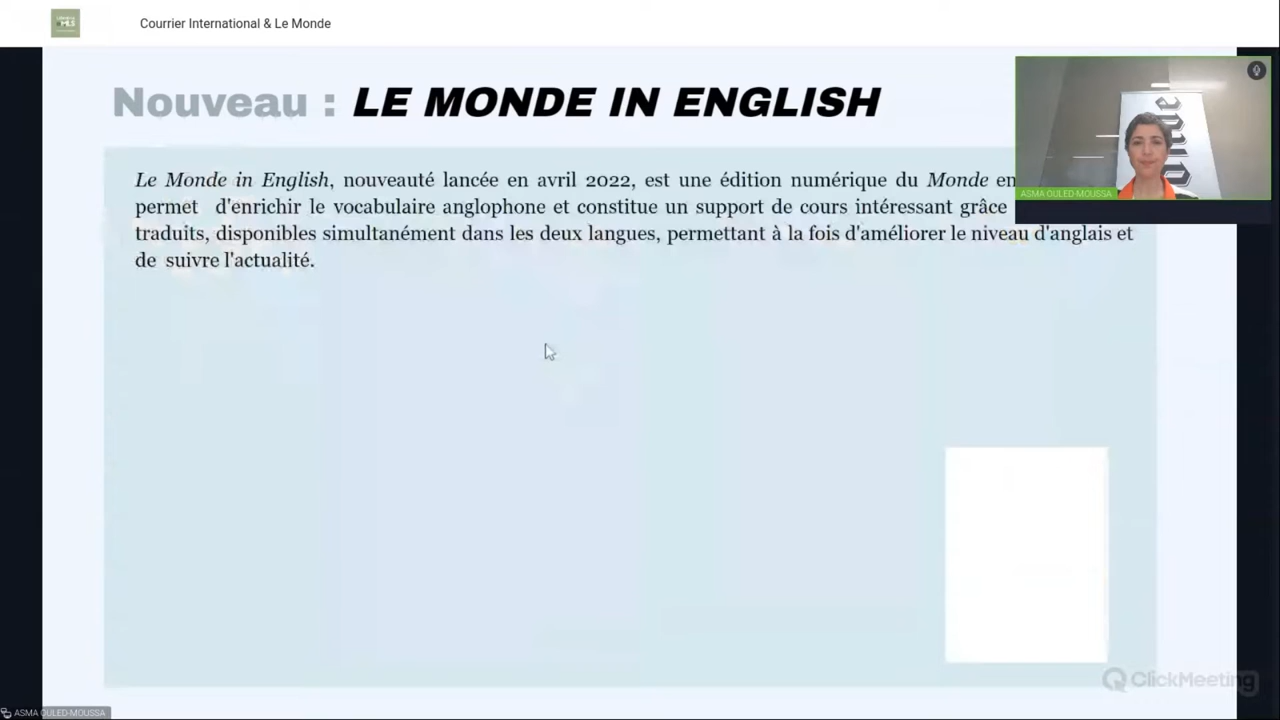 Courrier International & Le Monde
Nouveau : LE MONDE IN ENGLISH
Le Monde in English, nouveauté lancée en avril 2022, est une édition numérique du Monde en
permet d'enrichir le vocabulaire anglophone et constitue un support de cours intéressant grâce
traduits, disponibles simultanément dans les deux langues, permettant à la fois d'améliorer le niveau d'anglais et
de suivre l'actualité.
ASMA OULED-MOUSSA
ClickMeeting
ASMA OULED-MOUSSA